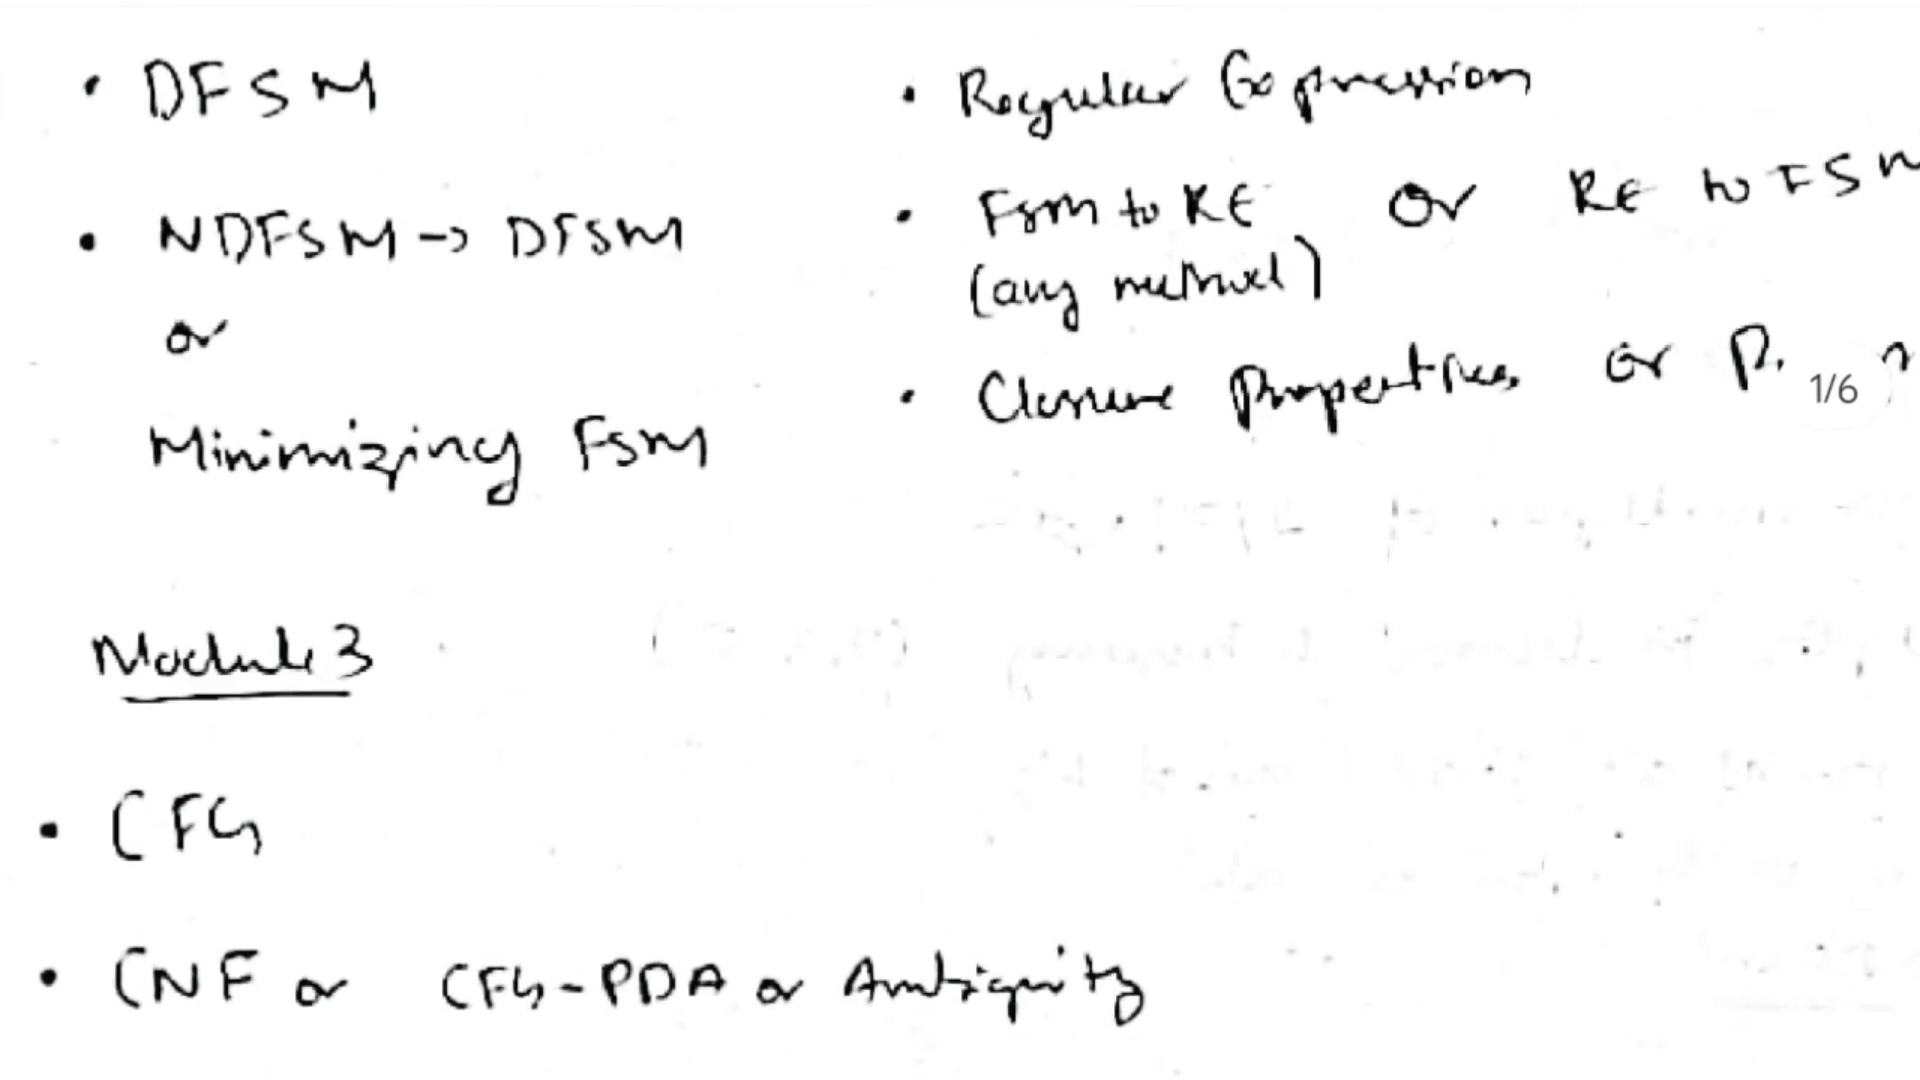 • DFSM
• NDFSM -> DFSM
or
Minimizing FSM
• Regular Expression
• FSM to RE or RE to FSM
(any method)
• Closure Properties or P.
1/6
Module 3
• CFG
• CNF or CFG-PDA or Ambiguity